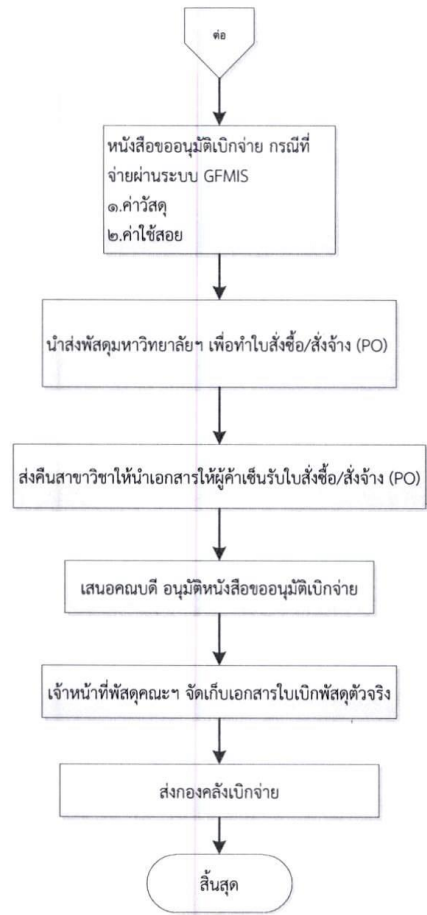 ต่อ
หนังสือขออนุมัติเบิกจ่าย กรณีที่
จ่ายผ่านระบบ GFMIS
๑.ค่าวัสดุ
๒.ค่าใช้สอย
นำส่งพัสดุมหาวิทยาลัยฯ เพื่อทำใบสั่งซื้อ/สั่งจ้าง (PO)
ส่งคืนสาขาวิชาให้นำเอกสารให้ผู้ค้าเซ็นรับใบสั่งซื้อ/สั่งจ้าง (PO)
เสนอคณบดี อนุมัติหนังสือขออนุมัติเบิกจ่าย
เจ้าหน้าที่พัสดุคณะฯ จัดเก็บเอกสารใบเบิกพัสดุตัวจริง
ส่งกองคลังเบิกจ่าย
สิ้นสุด